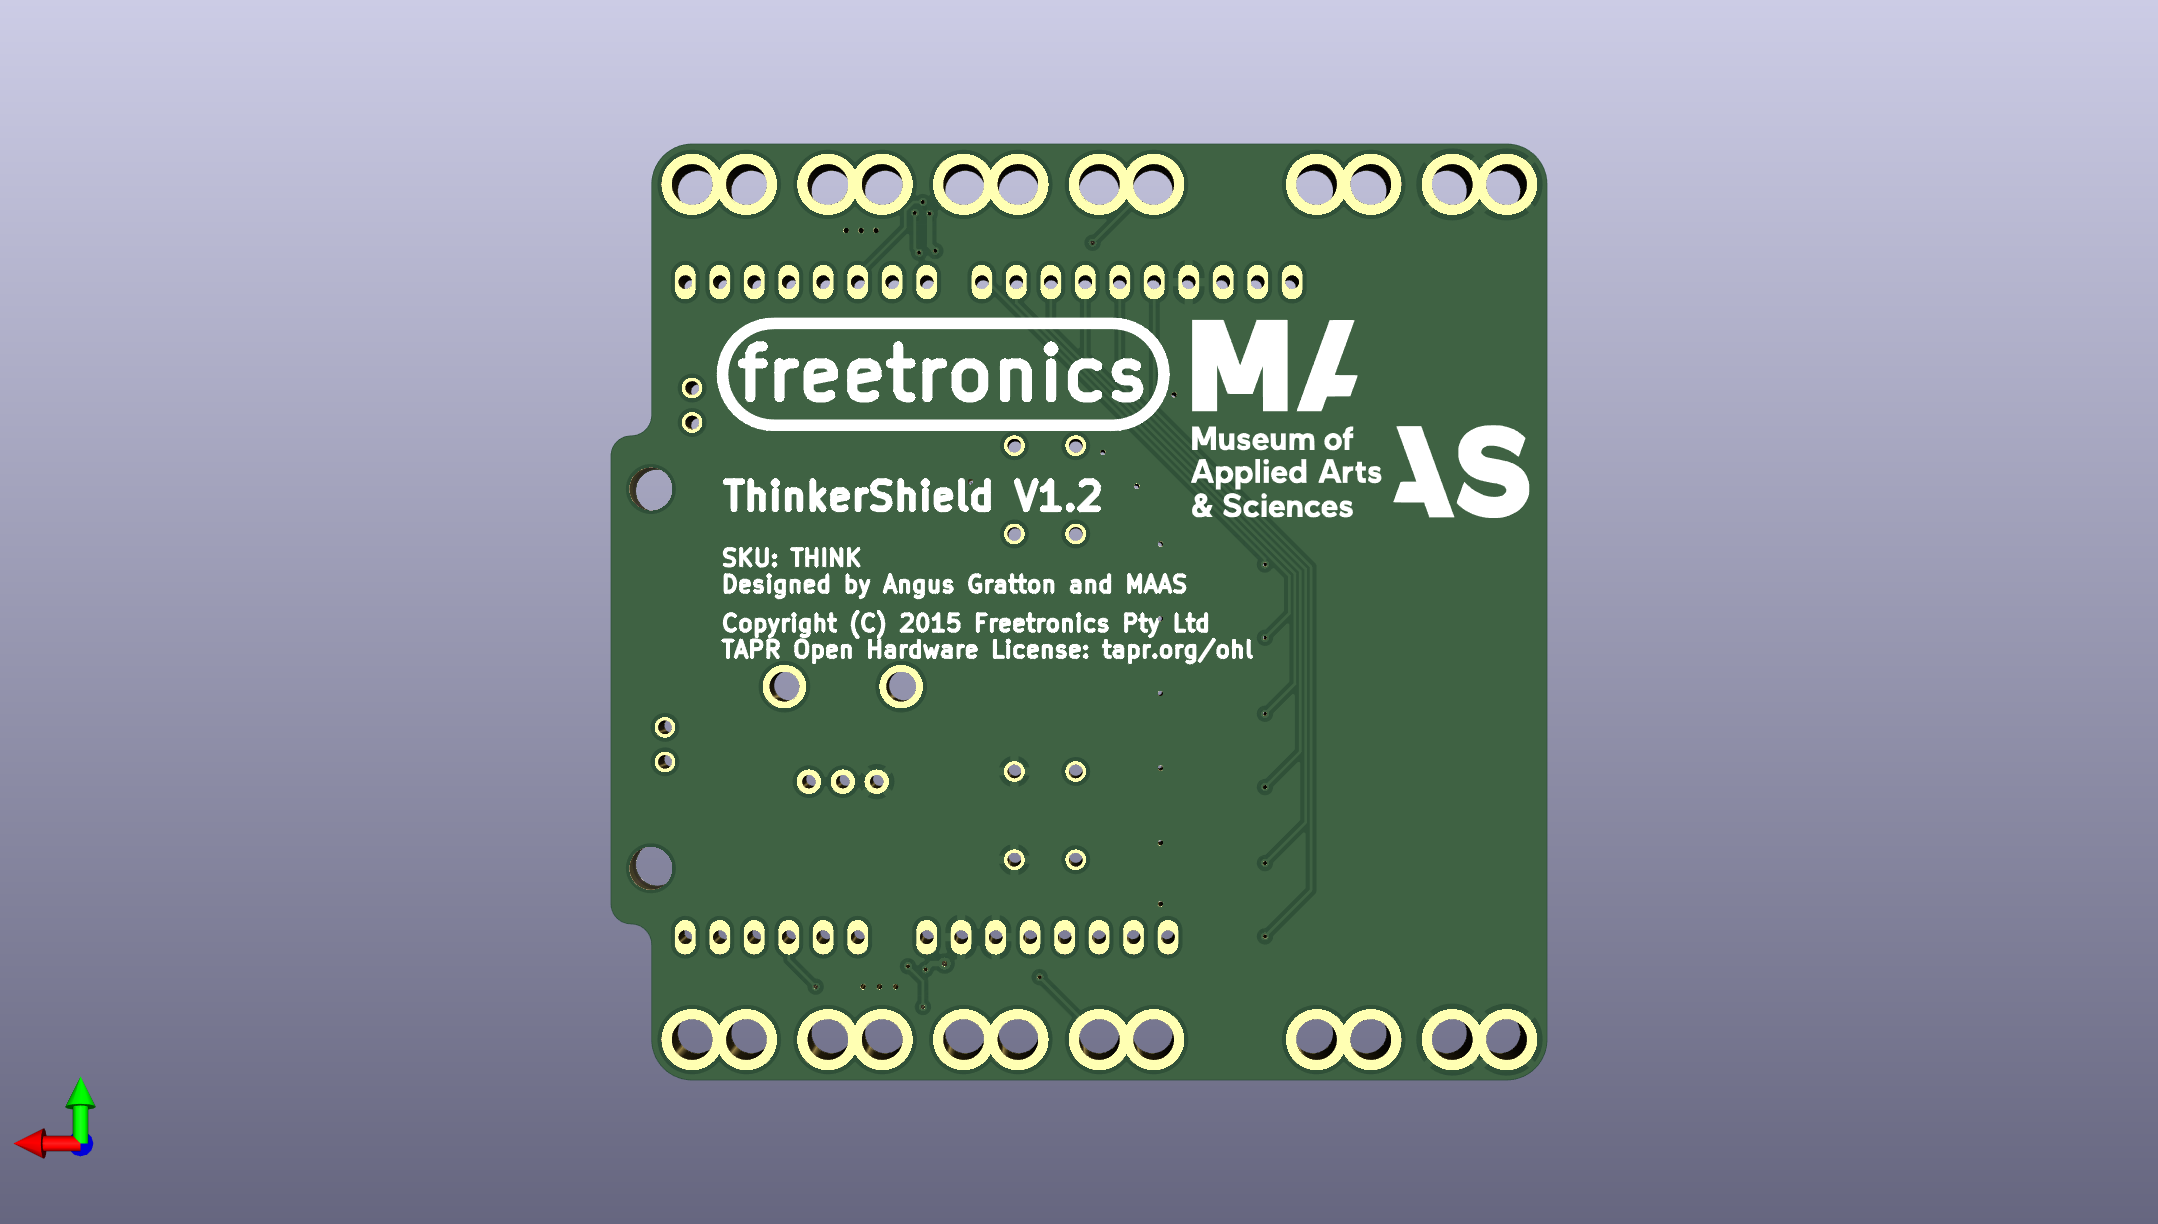 freetronics
MA
Museum of
Applied Arts
& Sciences
AS
ThinkerShield V1.2
SKU: THINK
Designed by Angus Gratton and MAAS
Copyright (C) 2015 Freetronics Pty Ltd
TAPR Open Hardware License: tapr.org/ohl